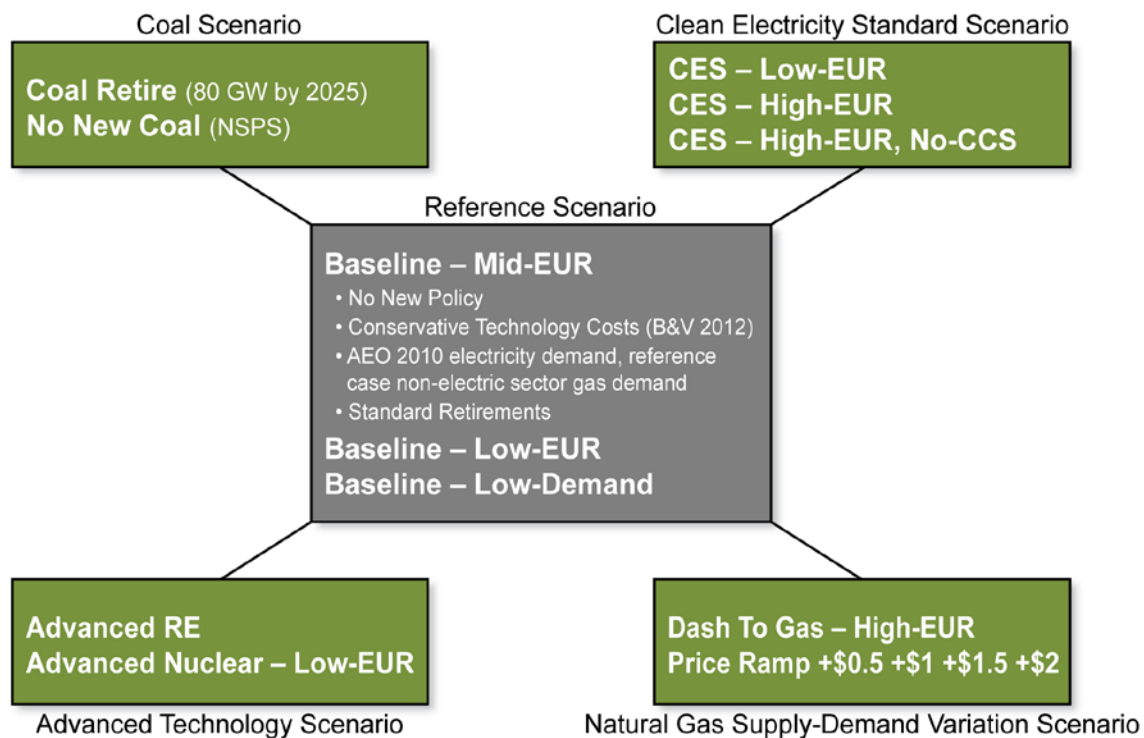 Coal Scenario
Coal Retire (80 GW by 2025)
No New Coal (NSPS)
Clean Electricity Standard Scenario
CES – Low-EUR
CES – High-EUR
CES – High-EUR, No-CCS
Reference Scenario
Baseline – Mid-EUR
• No New Policy
• Conservative Technology Costs (B&V 2012)
• AEO 2010 electricity demand, reference
case non-electric sector gas demand
• Standard Retirements
Baseline – Low-EUR
Baseline – Low-Demand
Advanced RE
Advanced Nuclear – Low-EUR
Advanced Technology Scenario
Dash To Gas – High-EUR
Price Ramp +$0.5 +$1 +$1.5 +$2
Natural Gas Supply-Demand Variation Scenario